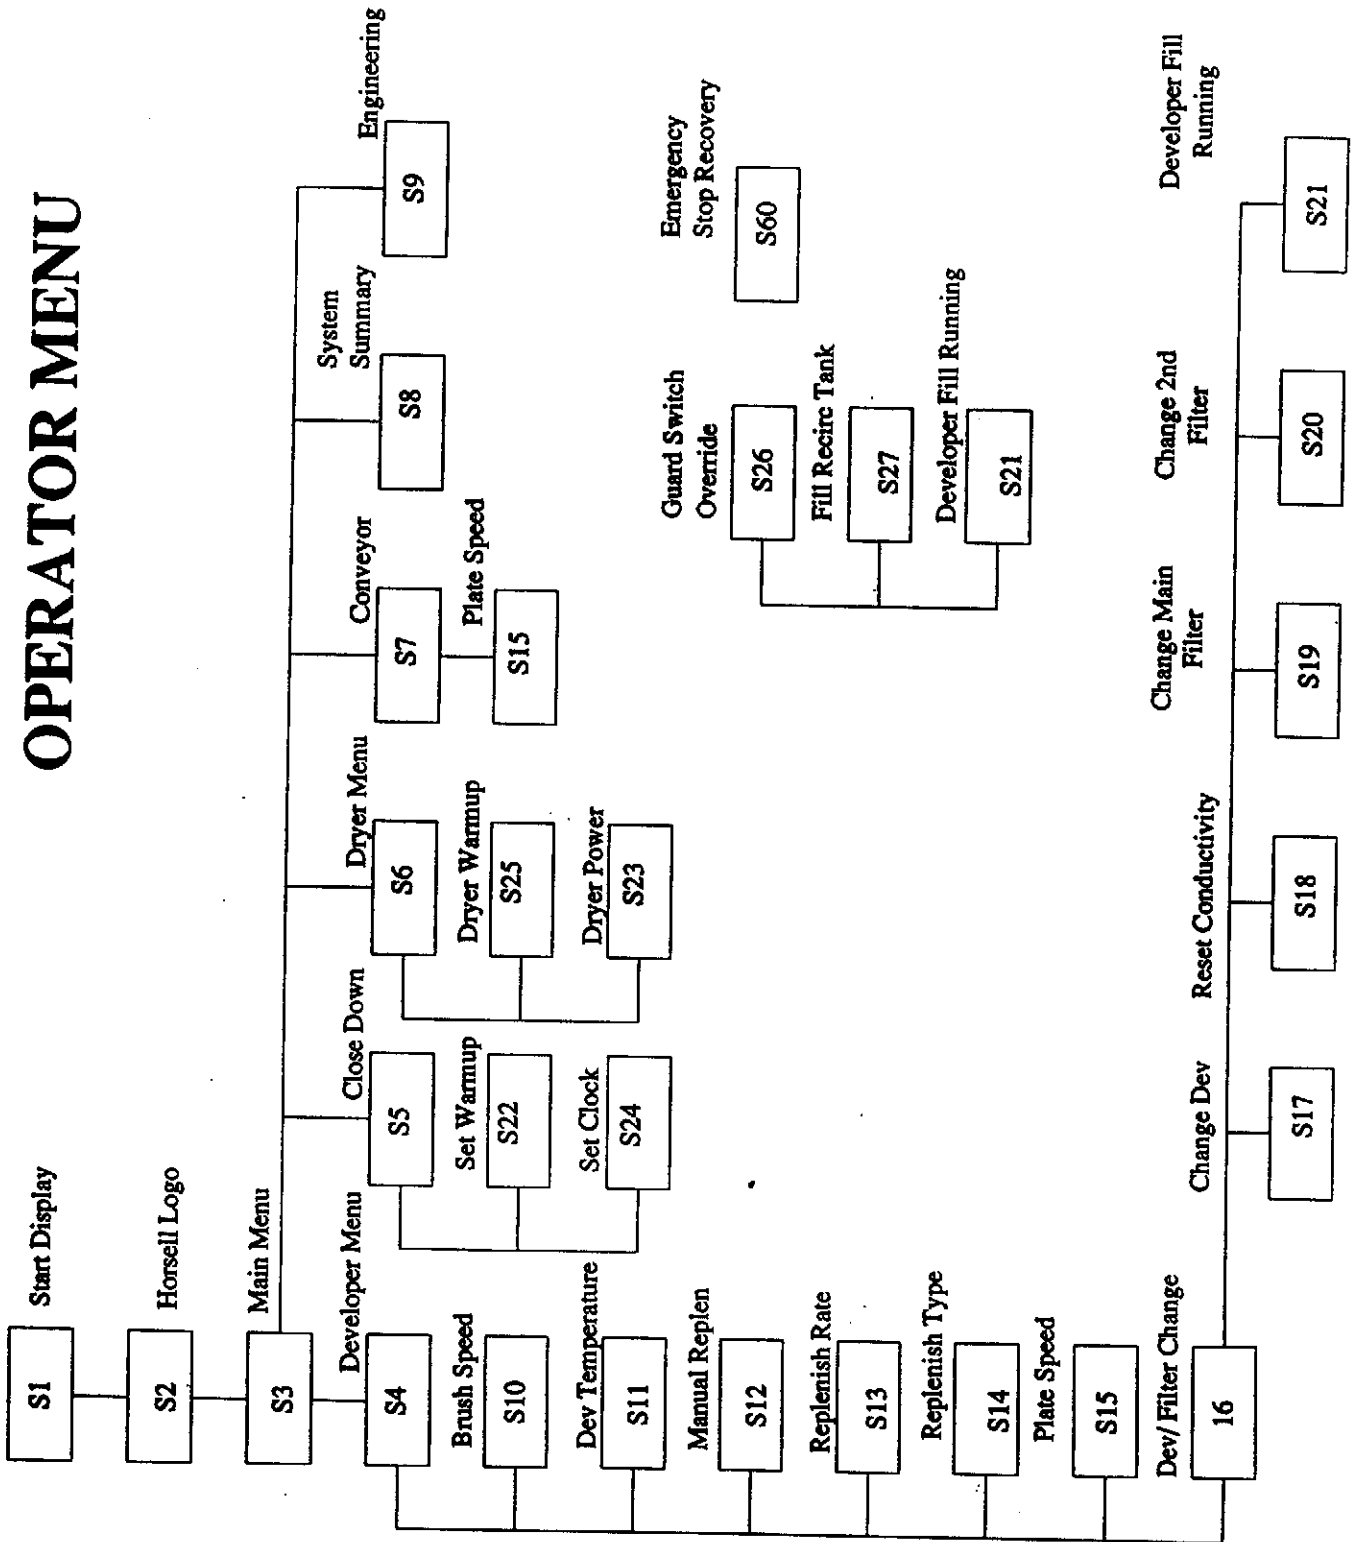 OPERATOR MENU
S1
Start Display
S2
Horsell Logo
S3
Main Menu
Developer Menu
S4
Close Down
S5
Dryer Menu
S6
Conveyor
S7
System
Summary
S8
Engineering
S9
Brush Speed
S10
Dev Temperature
S11
Manual Replen
S12
Replenish Rate
S13
Replenish Type
S14
Plate Speed
S15
Dev/ Filter Change
16
Set Warmup
S22
Set Clock
S24
Dryer Warmup
S25
Dryer Power
S23
Plate Speed
S15
Guard Switch
Override
S26
Fill Recirc Tank
S27
Developer Fill Running
S21
Emergency
Stop Recovery
S60
Change Dev
S17
Reset Conductivity
S18
Change Main
Filter
S19
Change 2nd
Filter
S20
Developer Fill
Running
S21